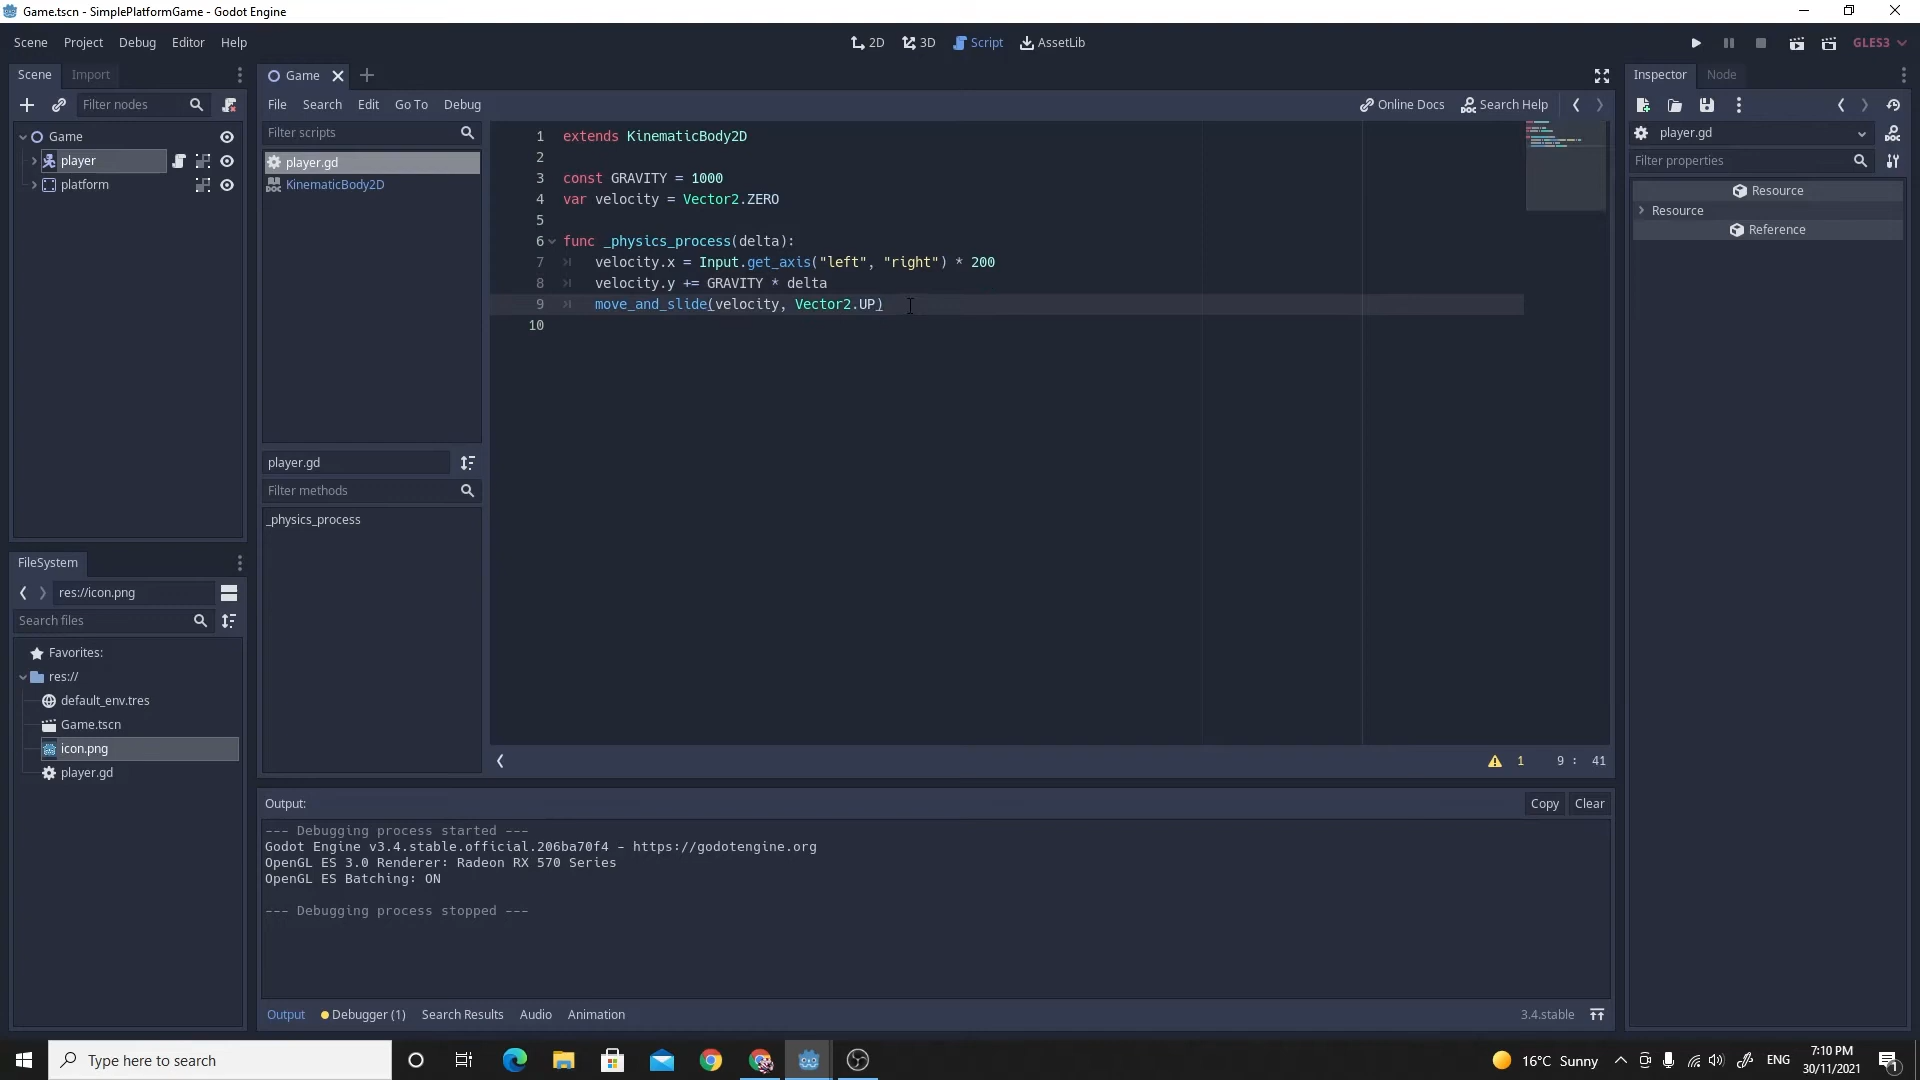 Game.tscn - SimplePlatformGame - Godot Engine
Scene Project Debug Editor Help
2D 3D Script AssetLib
GLES3
Scene Import
Filter nodes
Game
player
platform
Game
File Search Edit Go To Debug
Online Docs Search Help
Filter scripts
player.gd
KinematicBody2D
player.gd
Filter methods
_physics_process
1 extends KinematicBody2D
2
3 const GRAVITY = 1000
4 var velocity = Vector2.ZERO
5
6 func _physics_process(delta):
7 velocity.x = Input.get_axis("left", "right") * 200
8 velocity.y += GRAVITY * delta
9 move_and_slide(velocity, Vector2.UP)
10
1 9 : 41
Inspector Node
player.gd
Filter properties
Resource
Resource
Reference
FileSystem
res://icon.png
Search files
Favorites:
res://
default_env.tres
Game.tscn
icon.png
player.gd
Output:
Copy Clear
--- Debugging process started ---
Godot Engine v3.4.stable.official.206ba70f4 - https://godotengine.org
OpenGL ES 3.0 Renderer: Radeon RX 570 Series
OpenGL ES Batching: ON
--- Debugging process stopped ---
Output Debugger (1) Search Results Audio Animation
3.4.stable
Type here to search
16°C Sunny
ENG
7:10 PM
30/11/2021
1